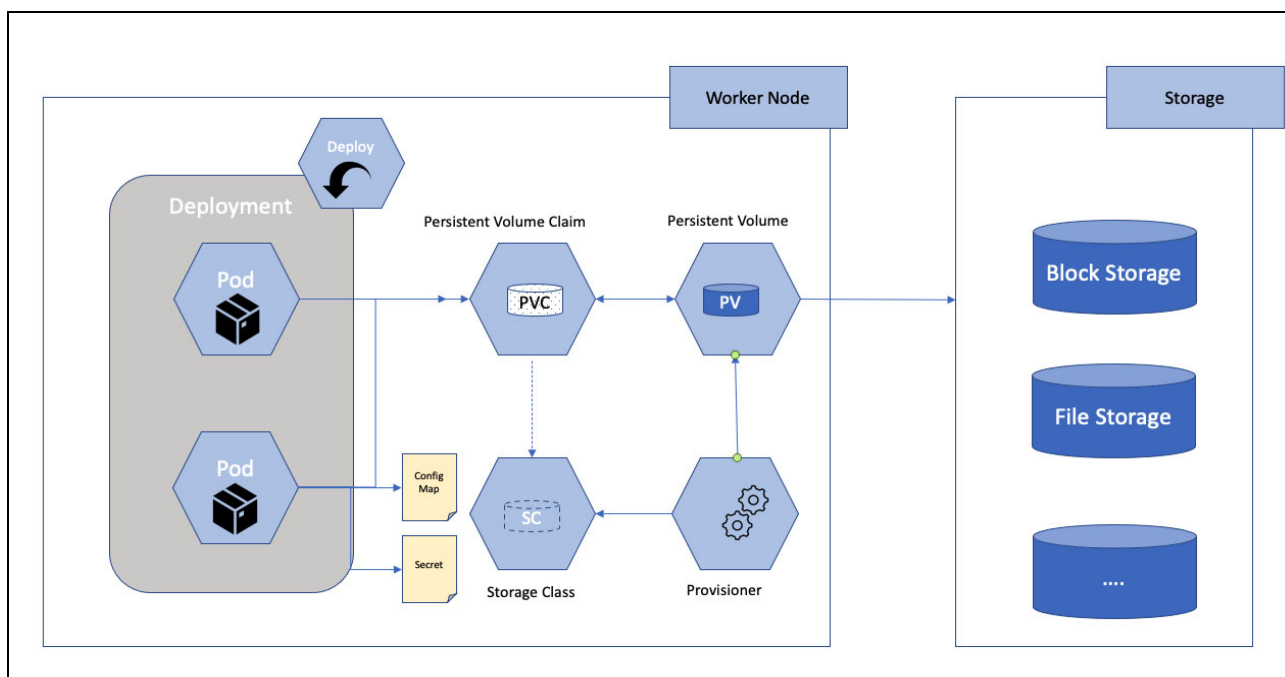 Worker Node
Storage
Deploy
Deployment
Persistent Volume Claim
Persistent Volume
Pod
PVC
PV
Block Storage
File Storage
Pod
Config
Map
SC
Secret
Storage Class
Provisioner
....